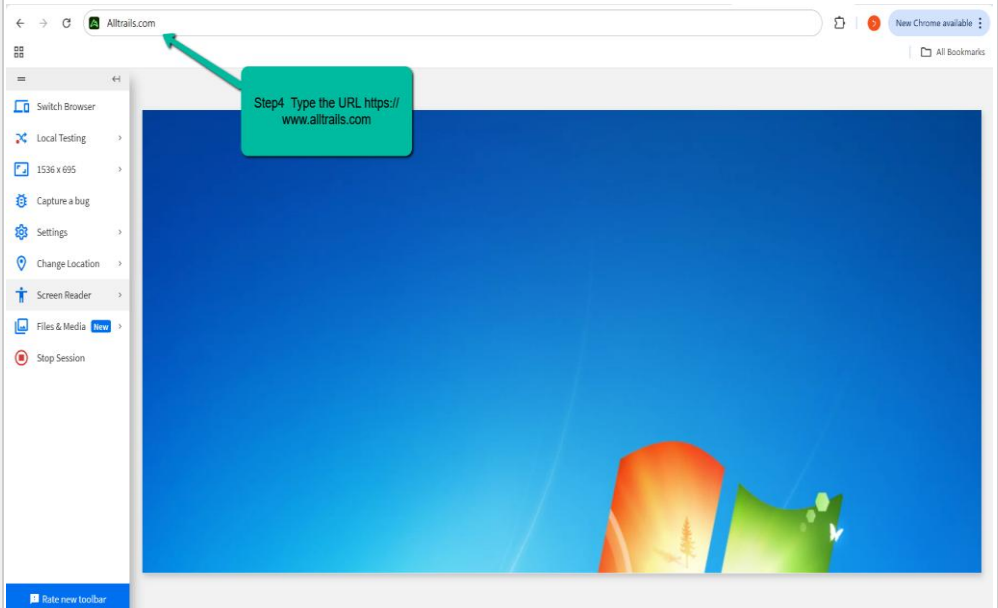 Alltrails.com
New Chrome available
All Bookmarks
Step4 Type the URL https://
www.alltrails.com
Switch Browser
Local Testing
1536 x 695
Capture a bug
Settings
Change Location
Screen Reader
Files & Media New
Stop Session
Rate new toolbar